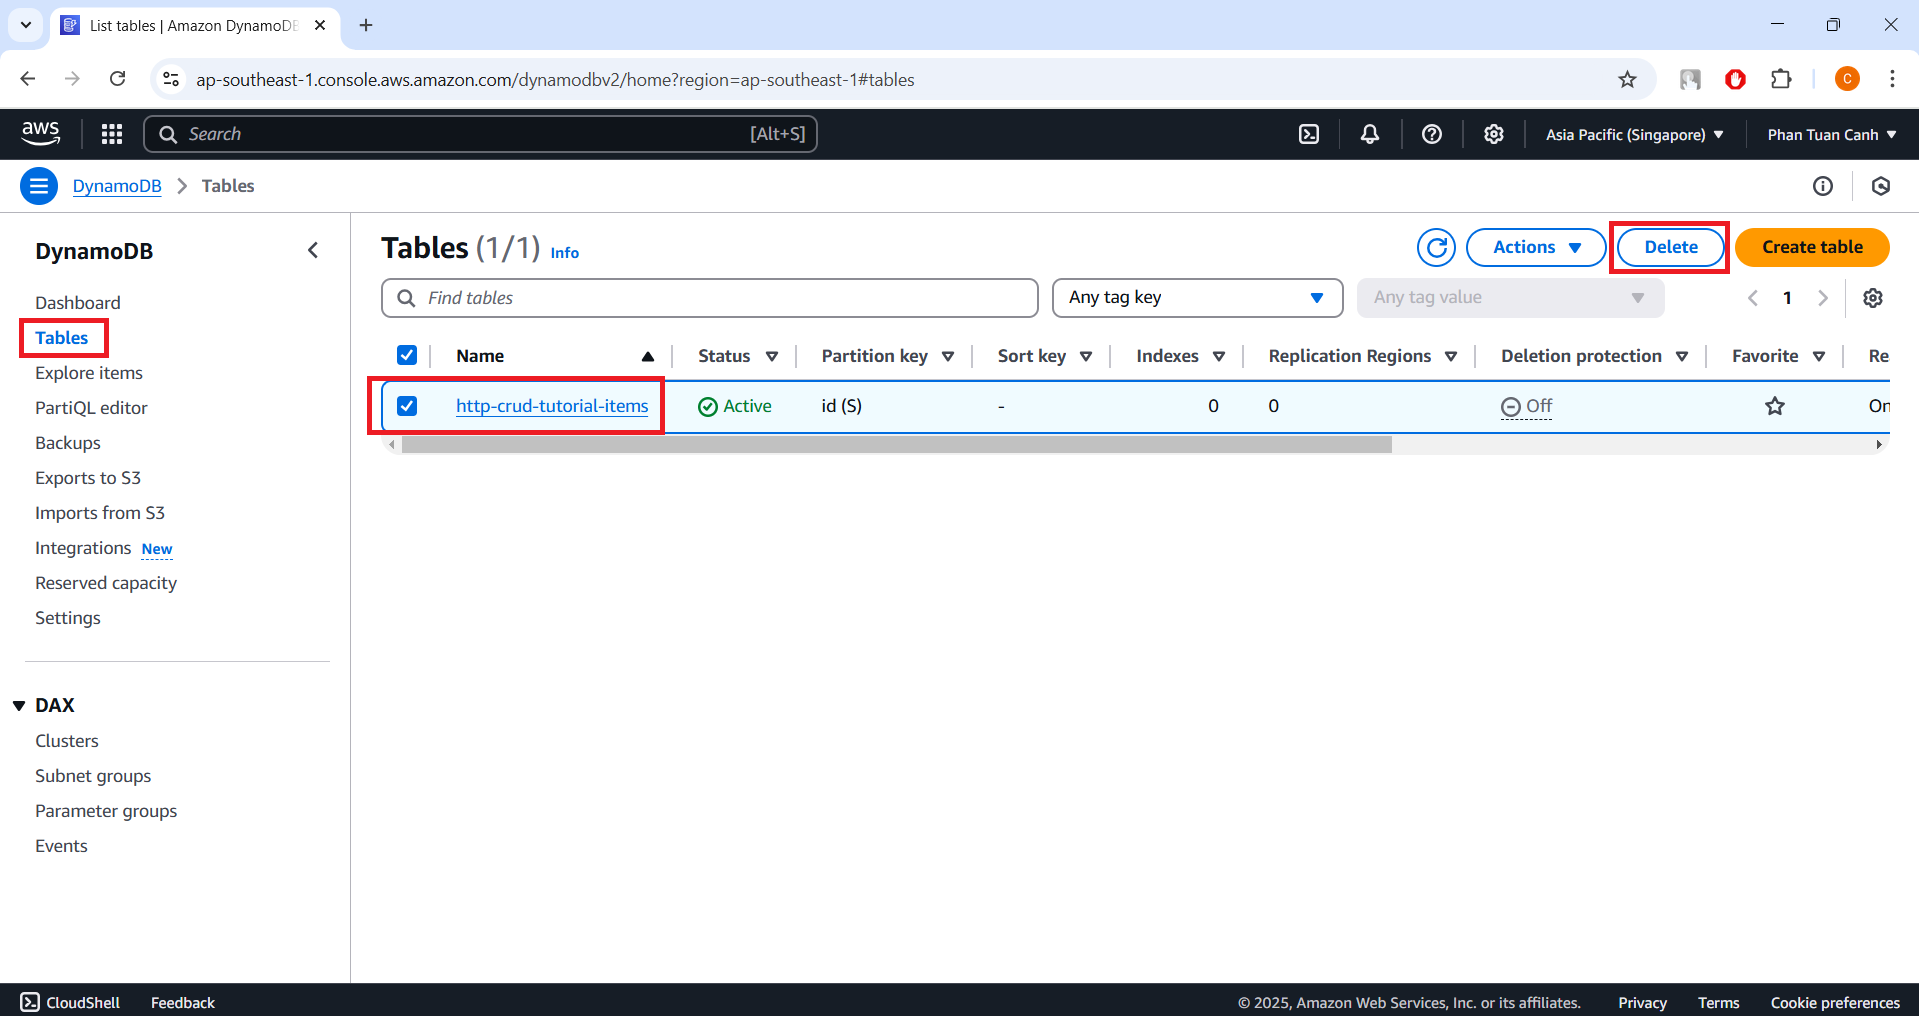 List tables | Amazon DynamoDB
ap-southeast-1.console.aws.amazon.com/dynamodbv2/home?region=ap-southeast-1#tables
C
aws
Search
[Alt+S]
Asia Pacific (Singapore)
Phan Tuan Canh
DynamoDB
Tables
DynamoDB
Dashboard
Tables
Explore items
PartiQL editor
Backups
Exports to S3
Imports from S3
Integrations New
Reserved capacity
Settings
DAX
Clusters
Subnet groups
Parameter groups
Events
Tables (1/1) Info
Actions
Delete
Create table
Find tables
Any tag key
Any tag value
1
Name Status Partition key Sort key Indexes Replication Regions Deletion protection Favorite Re
http-crud-tutorial-items Active id (S) - 0 0 Off On
CloudShell Feedback
© 2025, Amazon Web Services, Inc. or its affiliates. Privacy Terms Cookie preferences